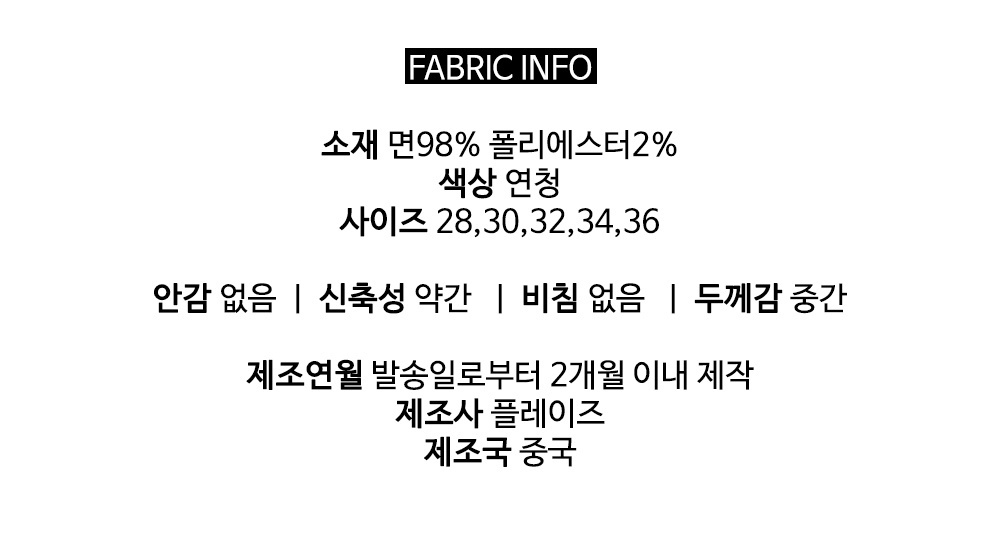 FABRIC INFO
소재 면98% 폴리에스터2%
색상 연청
사이즈 28,30,32,34,36
안감 없음 | 신축성 약간 | 비침 없음 | 두께감 중간
제조연월 발송일로부터 2개월 이내 제작
제조사 플레이즈
제조국 중국